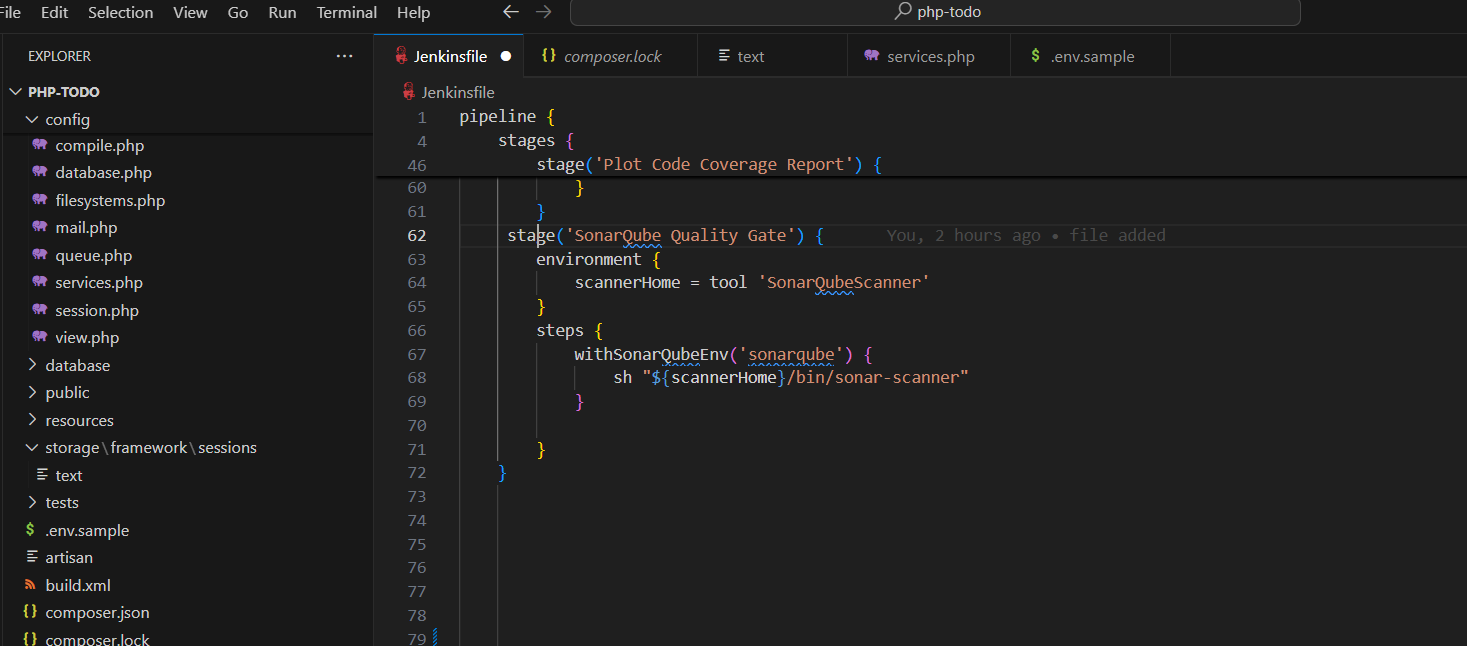 File Edit Selection View Go Run Terminal Help ← → php-todo
EXPLORER ...
PHP-TODO
config
compile.php
database.php
filesystems.php
mail.php
queue.php
services.php
session.php
view.php
database
public
resources
storage\framework\sessions
text
tests
$ .env.sample
artisan
build.xml
{} composer.json
{} composer.lock
Jenkinsfile ● {} composer.lock text services.php $ .env.sample
Jenkinsfile
1 pipeline {
4 stages {
46 stage('Plot Code Coverage Report') {
60 }
61 }
62 stage('SonarQube Quality Gate') { You, 2 hours ago • file added
63 environment {
64 scannerHome = tool 'SonarQubeScanner'
65 }
66 steps {
67 withSonarQubeEnv('sonarqube') {
68 sh "${scannerHome}/bin/sonar-scanner"
69 }
70
71 }
72 }
73
74
75
76
77
78
79